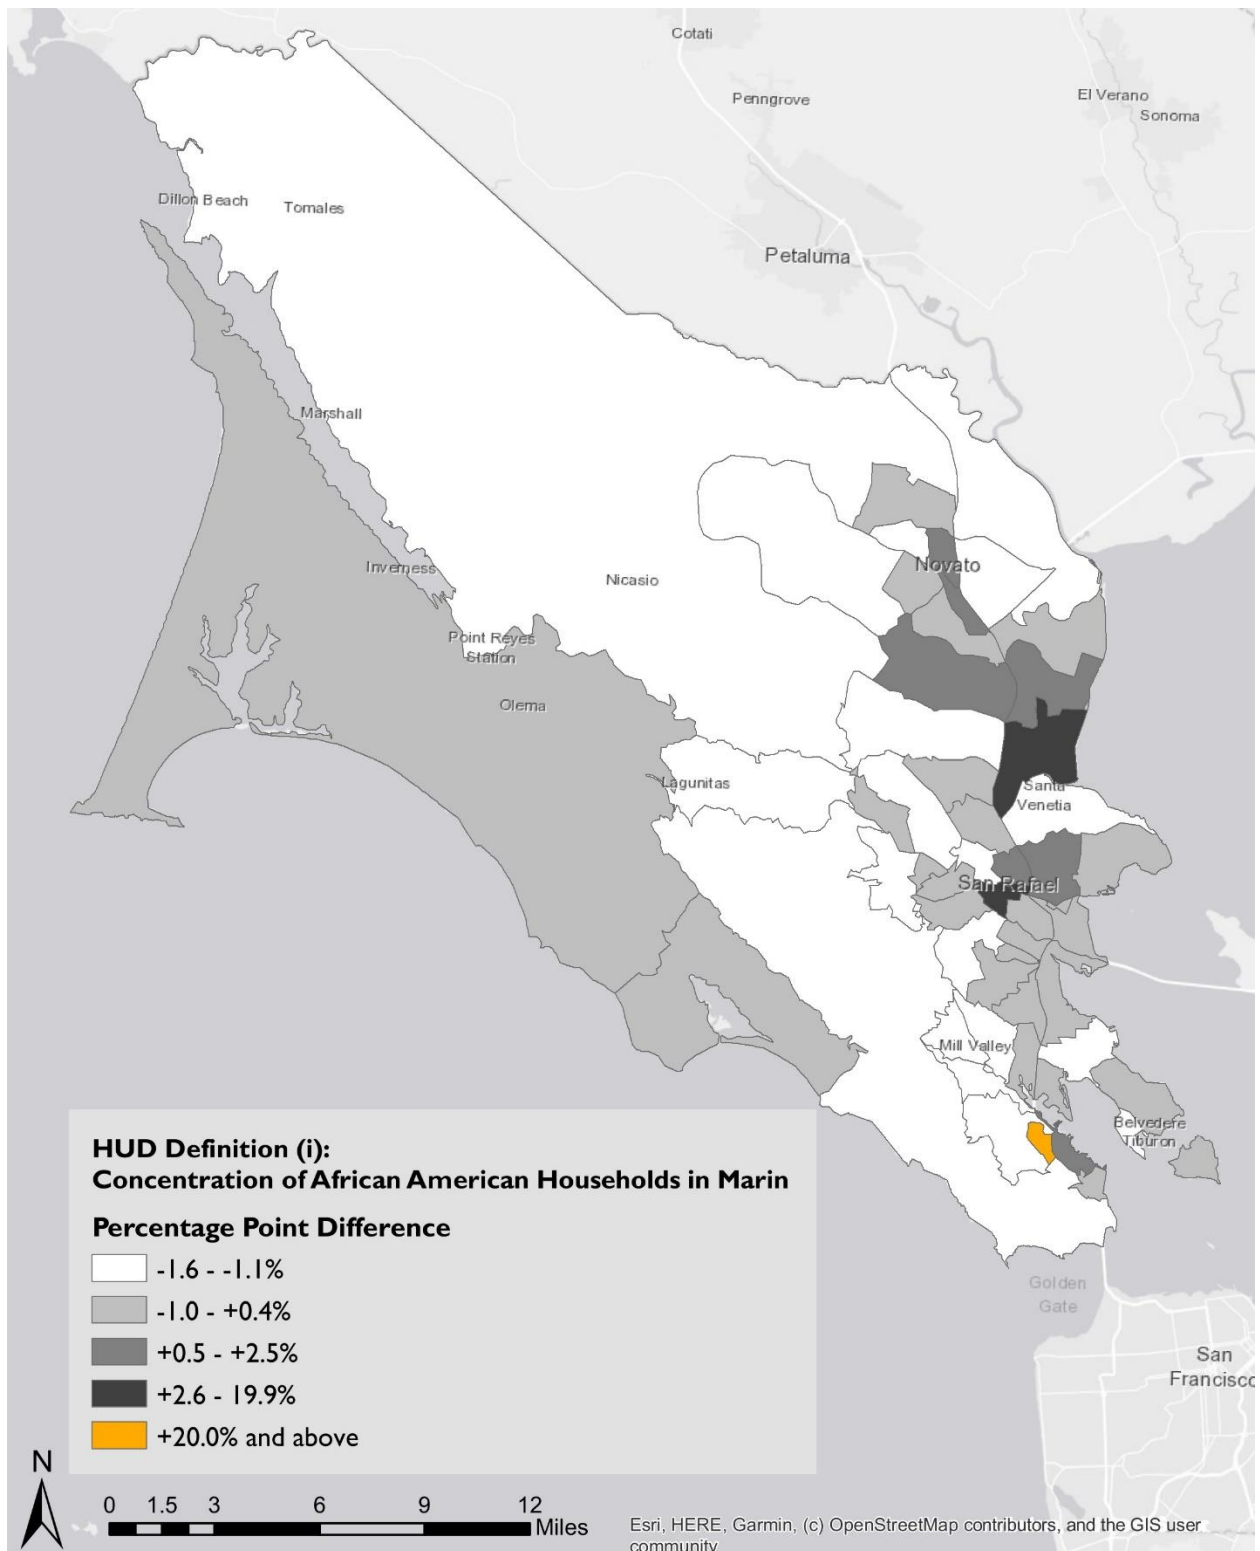 Cotati
Penngrove
El Verano
Sonoma
Dillon Beach
Tomales
Petaluma
Marshall
Inverness
Nicasio
Novato
Point Reyes
Station
Olema
Lagunitas
Santa
Venetia
San Rafael
Mill Valley
Belvedere
Tiburon
HUD Definition (i):
Concentration of African American Households in Marin
Percentage Point Difference
-1.6 - -1.1%
-1.0 - +0.4%
+0.5 - +2.5%
+2.6 - 19.9%
+20.0% and above
Golden
Gate
San
Francisco
N
0 1.5 3 6 9 12
Miles
Esri, HERE, Garmin, (c) OpenStreetMap contributors, and the GIS user
community